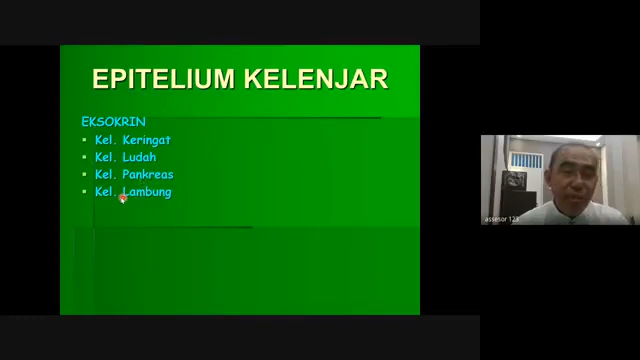 EPITELIUM KELENJAR
EKSOKRIN
Kel. Keringat
Kel. Ludah
Kel. Pankreas
Kel. Lambung
assesor 123